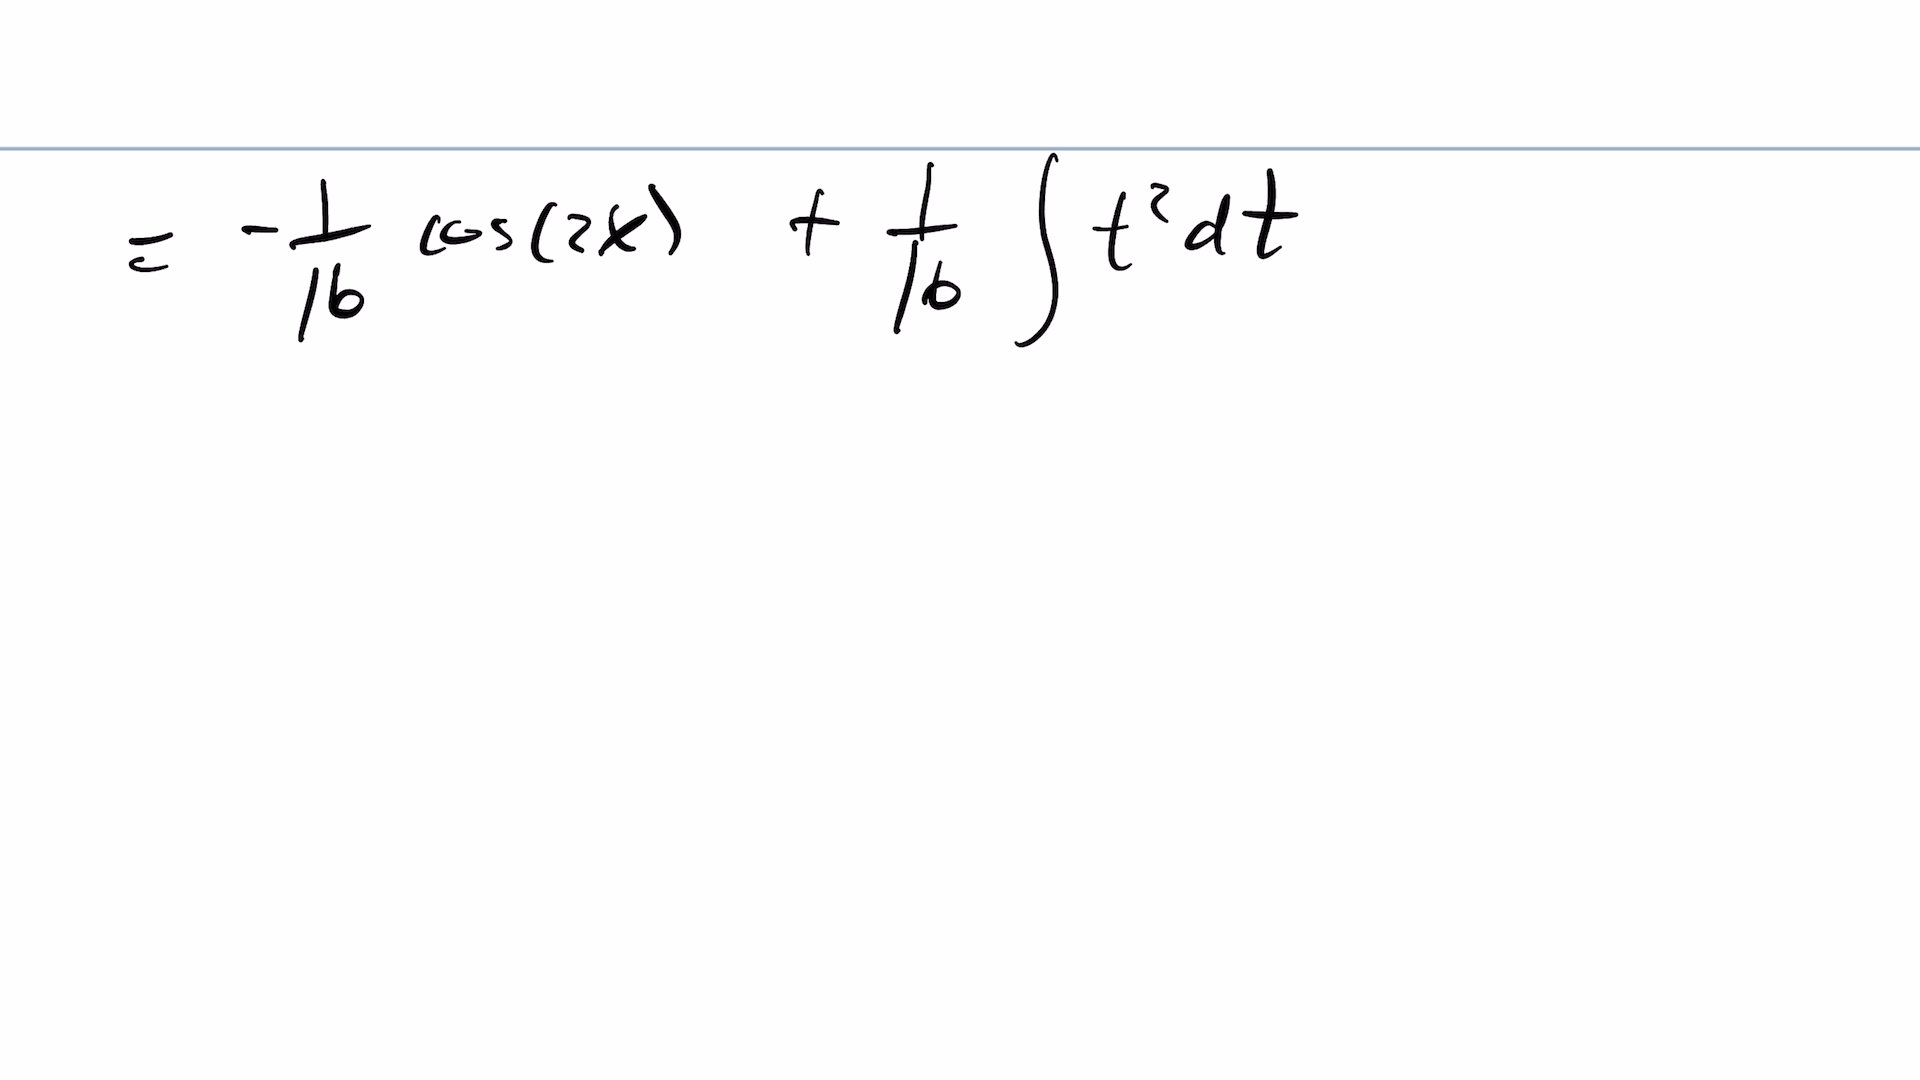 = -1/16 cos(2x) + 1/16 ∫ t² dt